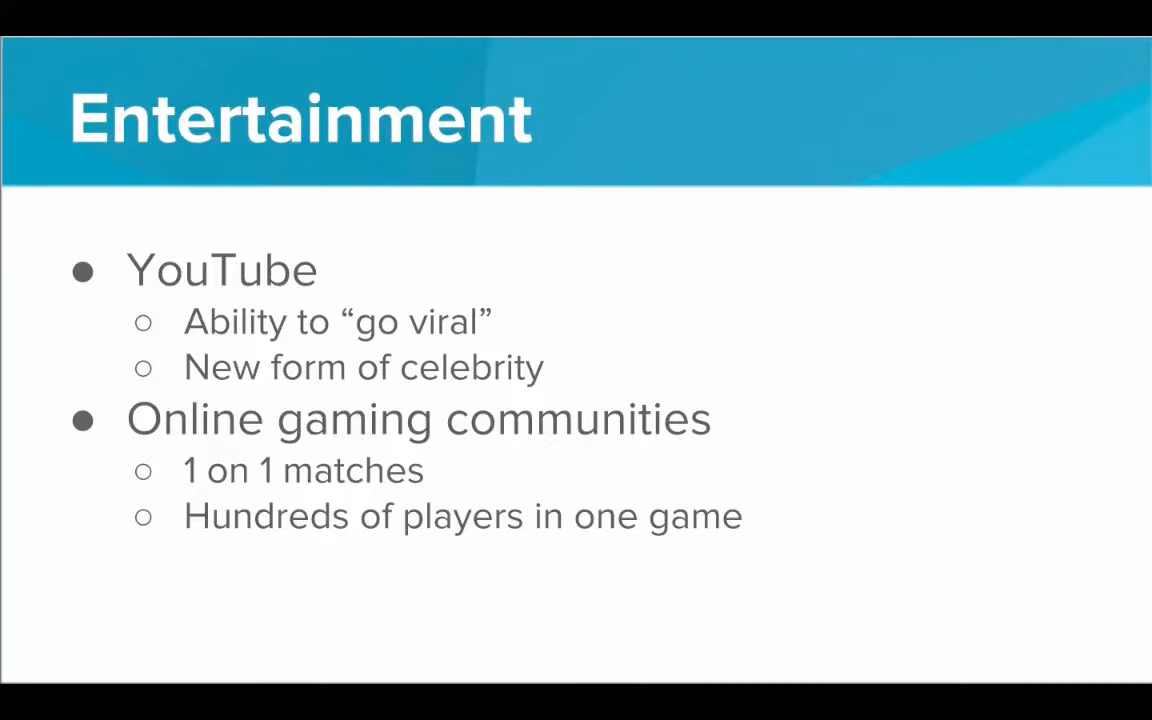 Entertainment
● YouTube
○ Ability to “go viral”
○ New form of celebrity
● Online gaming communities
○ 1 on 1 matches
○ Hundreds of players in one game